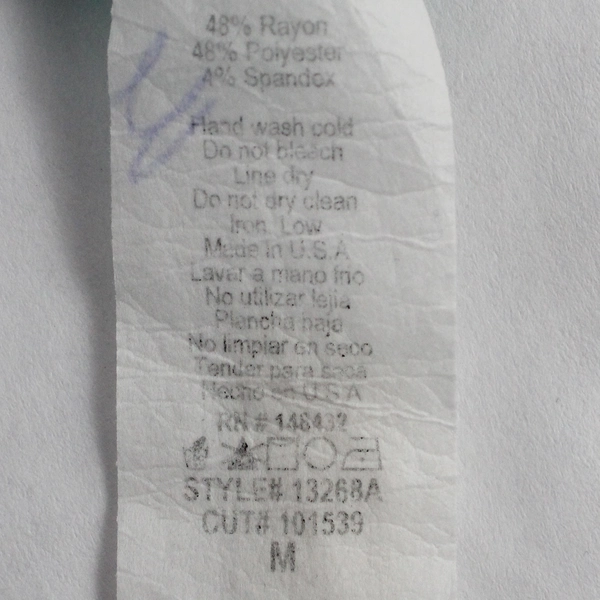 48% Rayon
48% Polyester
4% Spandex
Hand wash cold
Do not bleach
Line dry
Do not dry clean
Iron, Low
Made in U.S.A
Lavar a mano frio
No utilizar lejia
Plancha baja
No limpiar en seco
Tender para
Hecho en U.S A
RN # 146432
STYLE# 13268A
CUT# 101539
M